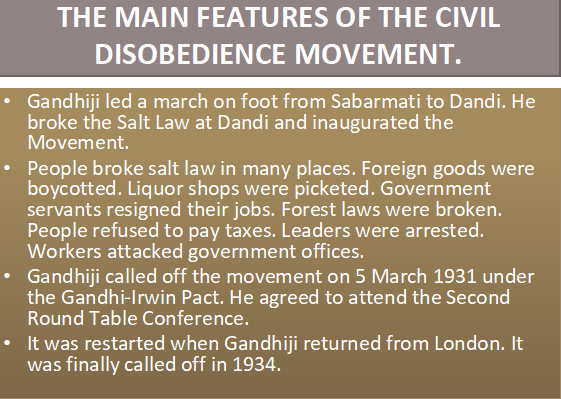 THE MAIN FEATURES OF THE CIVIL
DISOBEDIENCE MOVEMENT.
• Gandhiji led a march on foot from Sabarmati to Dandi. He
broke the Salt Law at Dandi and inaugurated the
Movement.
• People broke salt law in many places. Foreign goods were
boycotted. Liquor shops were picketed. Government
servants resigned their jobs. Forest laws were broken.
People refused to pay taxes. Leaders were arrested.
Workers attacked government offices.
• Gandhiji called off the movement on 5 March 1931 under
the Gandhi-Irwin Pact. He agreed to attend the Second
Round Table Conference.
• It was restarted when Gandhiji returned from London. It
was finally called off in 1934.